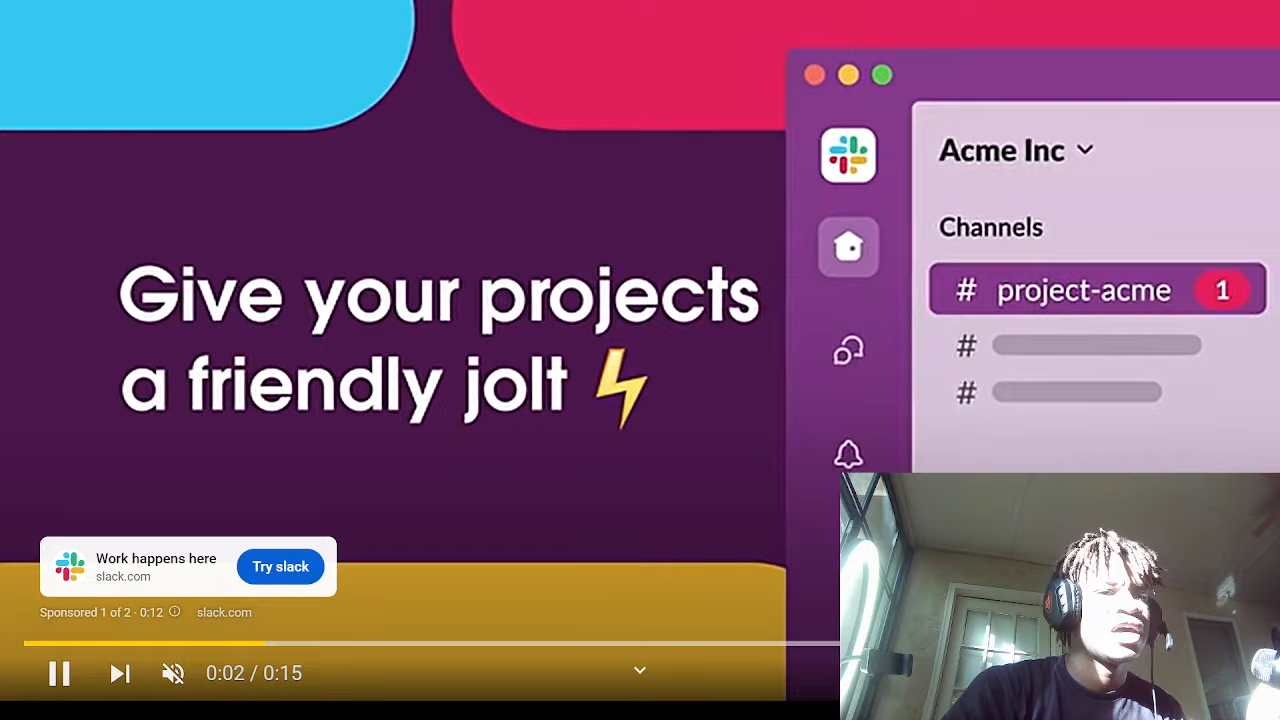 Acme Inc
Channels
# project-acme 1
#
#
Give your projects
a friendly jolt ⚡
Work happens here
slack.com
Try slack
Sponsored 1 of 2 · 0:12 slack.com
0:02 / 0:15